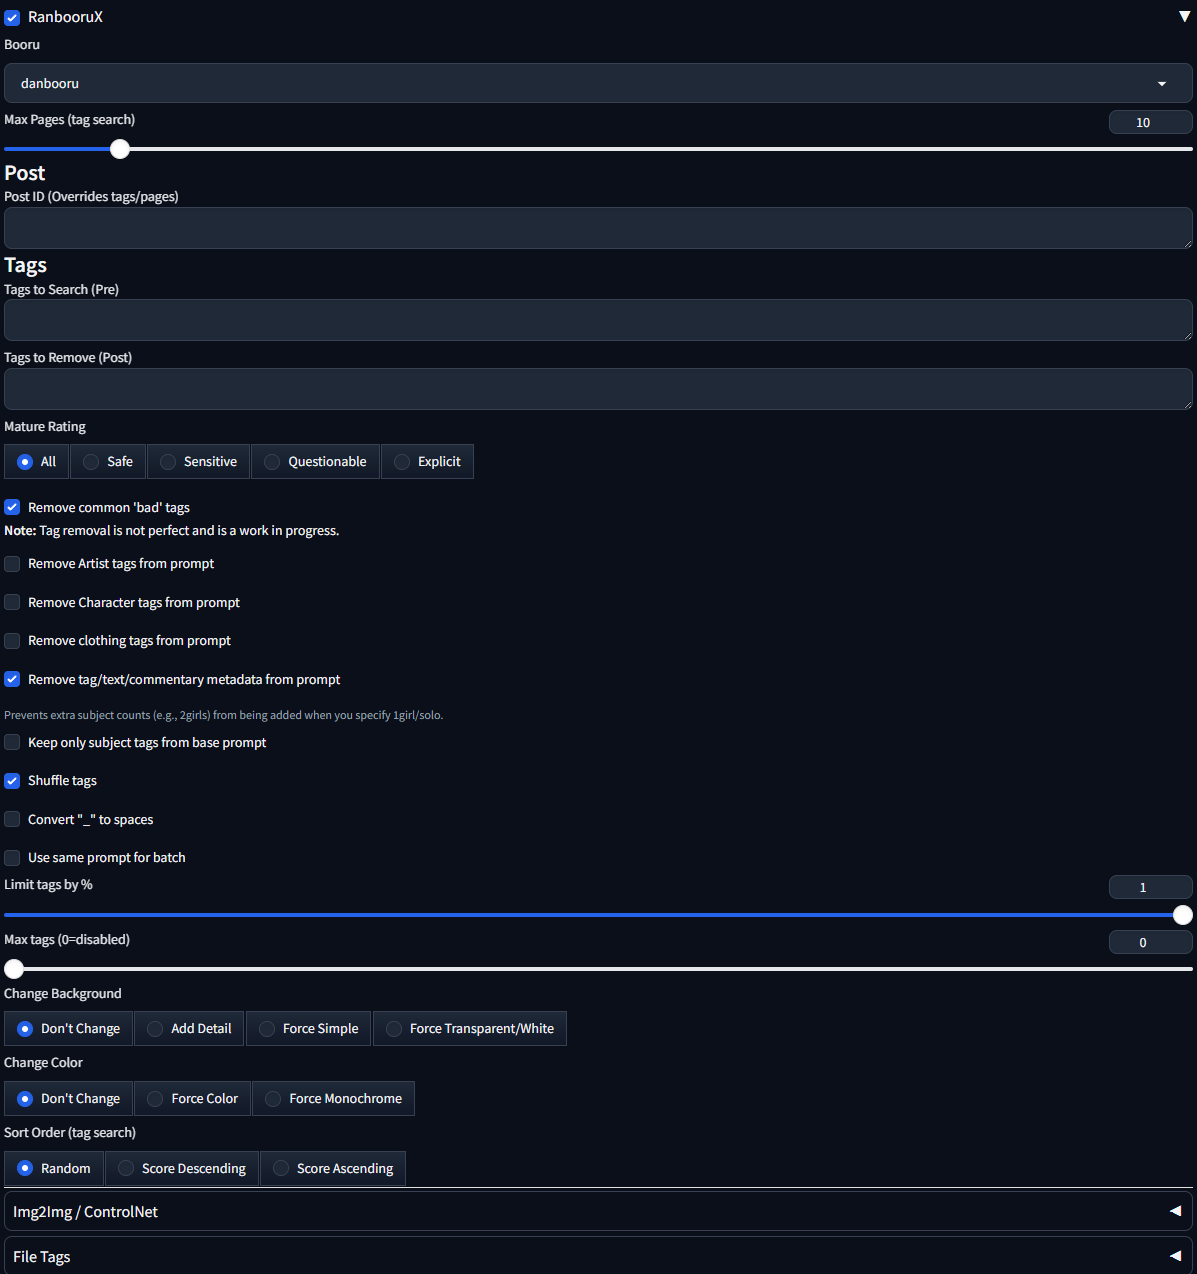 RanbooruX
Booru
danbooru
Max Pages (tag search)
10
Post
Post ID (Overrides tags/pages)
Tags
Tags to Search (Pre)
Tags to Remove (Post)
Mature Rating
All Safe Sensitive Questionable Explicit
Remove common 'bad' tags
Note: Tag removal is not perfect and is a work in progress.
Remove Artist tags from prompt
Remove Character tags from prompt
Remove clothing tags from prompt
Remove tag/text/commentary metadata from prompt
Prevents extra subject counts (e.g., 2girls) from being added when you specify 1girl/solo.
Keep only subject tags from base prompt
Shuffle tags
Convert "_" to spaces
Use same prompt for batch
Limit tags by %
1
Max tags (0=disabled)
0
Change Background
Don't Change Add Detail Force Simple Force Transparent/White
Change Color
Don't Change Force Color Force Monochrome
Sort Order (tag search)
Random Score Descending Score Ascending
Img2Img / ControlNet
File Tags